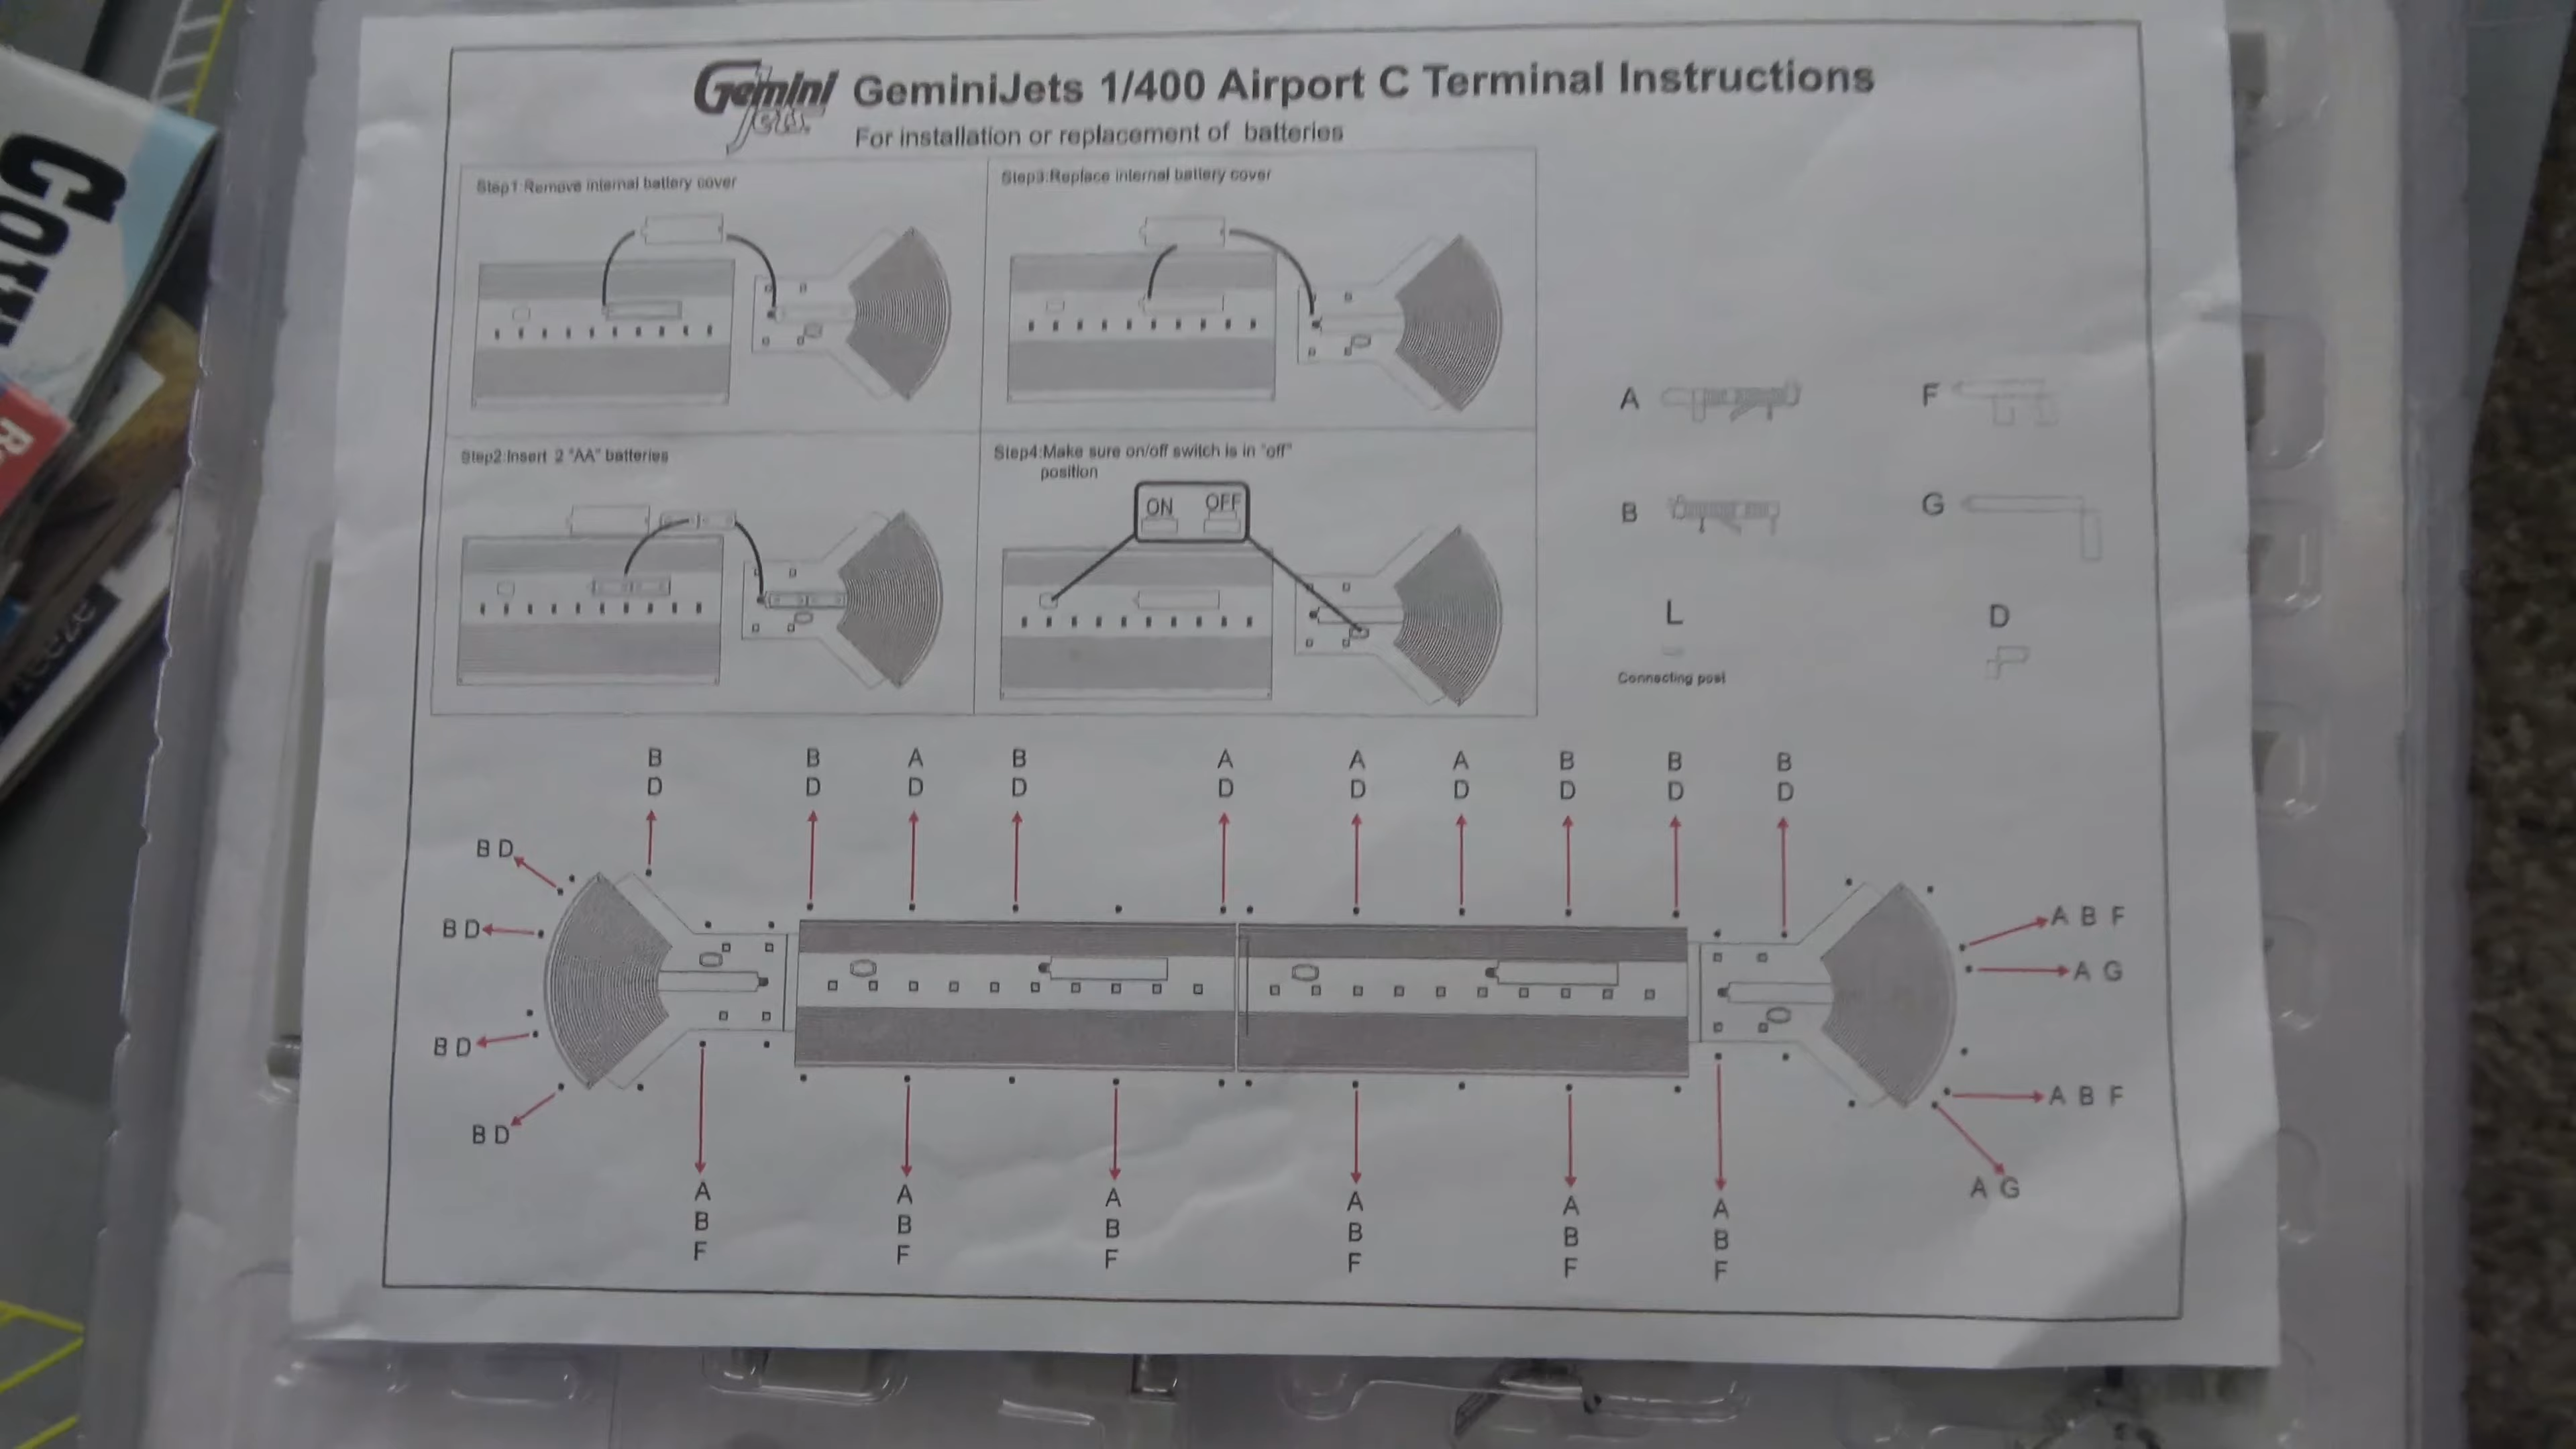 Gemini Jets.
GeminiJets 1/400 Airport C Terminal Instructions
For installation or replacement of batteries
Step1:Remove internal battery cover
Step3:Replace internal battery cover
Step2:Insert 2 "AA" batteries
Step4:Make sure on/off switch is in "off"
position
ON OFF
A
F
B
G
L
D
Connecting post
B B A B A A A B B B
D D D D D D D D D D
B D
B D
B D
B D
A B F
A G
A B F
A G
A A A A A A
B B B B B B
F F F F F F